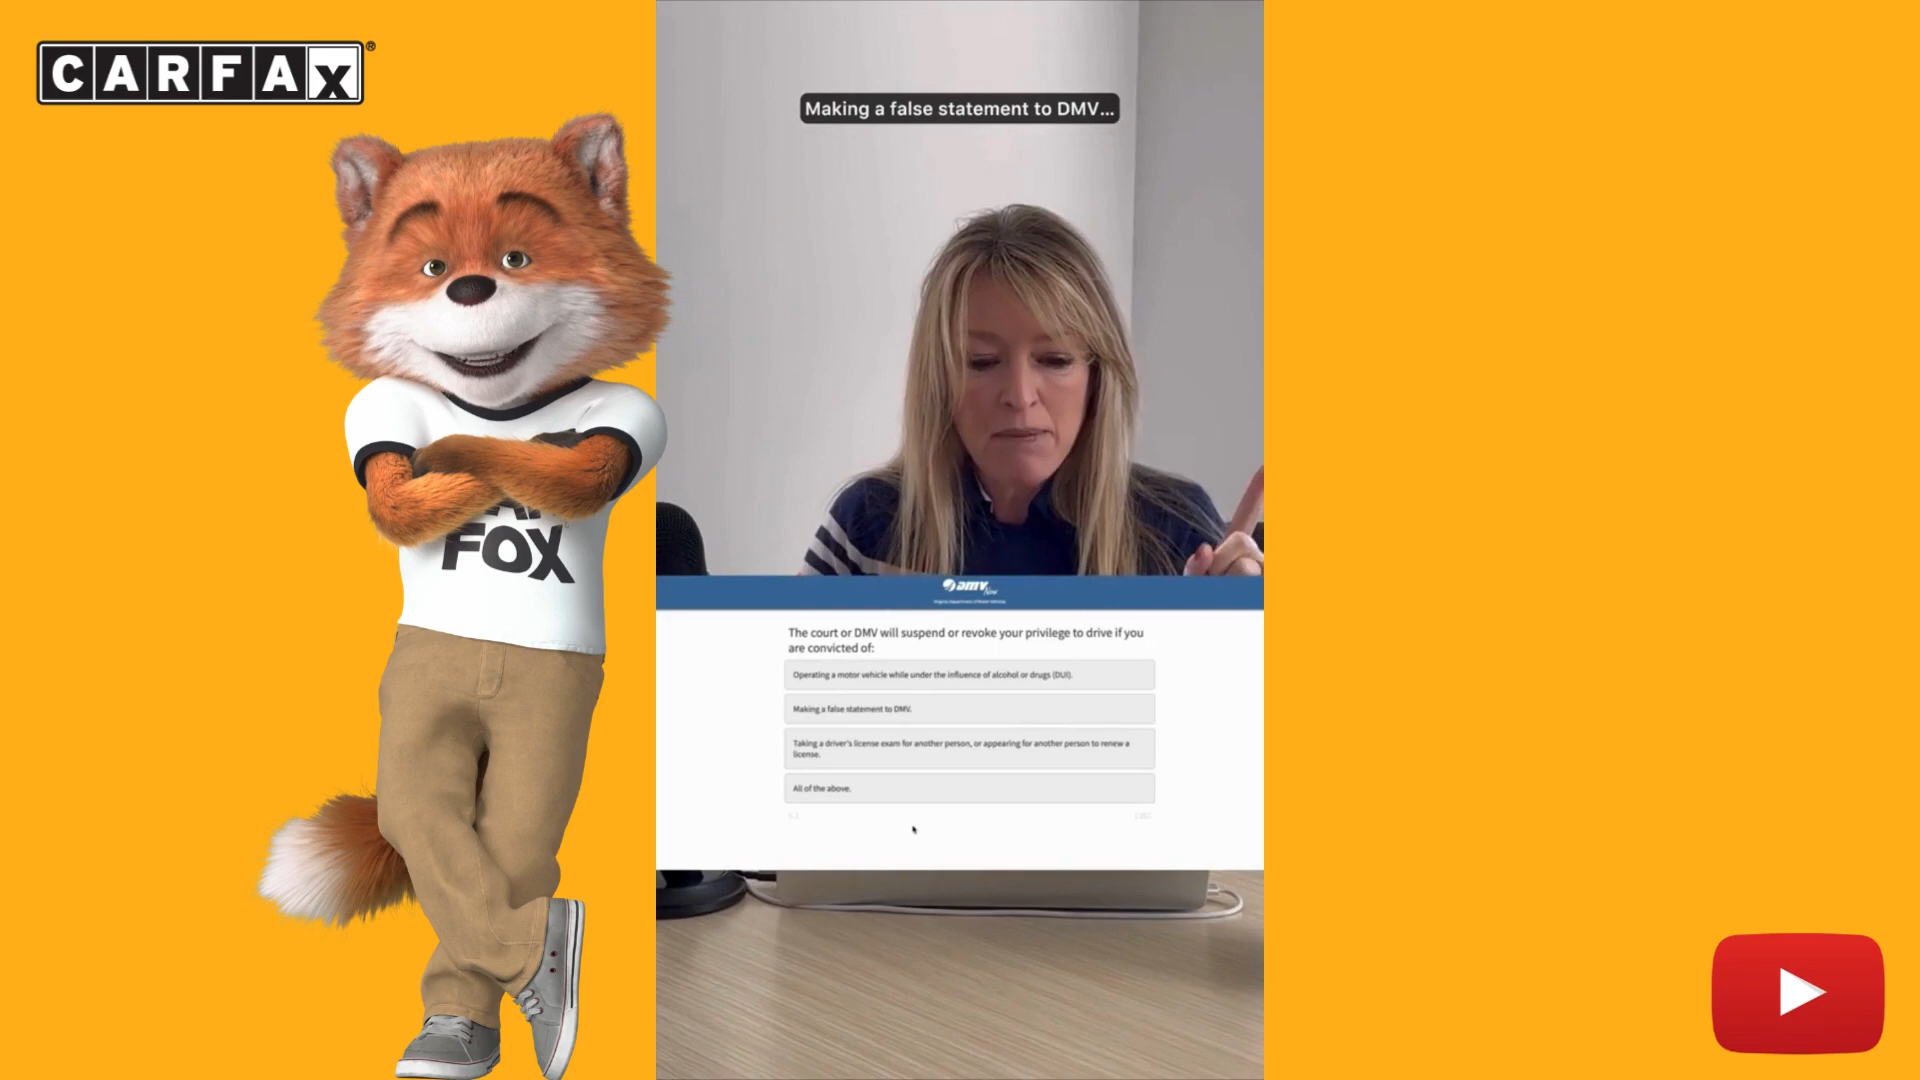 CARFAX®
Making a false statement to DMV...
FOX
DMV Now
The court or DMV will suspend or revoke your privilege to drive if you
are convicted of:
Operating a motor vehicle while under the influence of alcohol or drugs (DUI).
Making a false statement to DMV.
Taking a driver's license exam for another person, or appearing for another person to renew a
license.
All of the above.